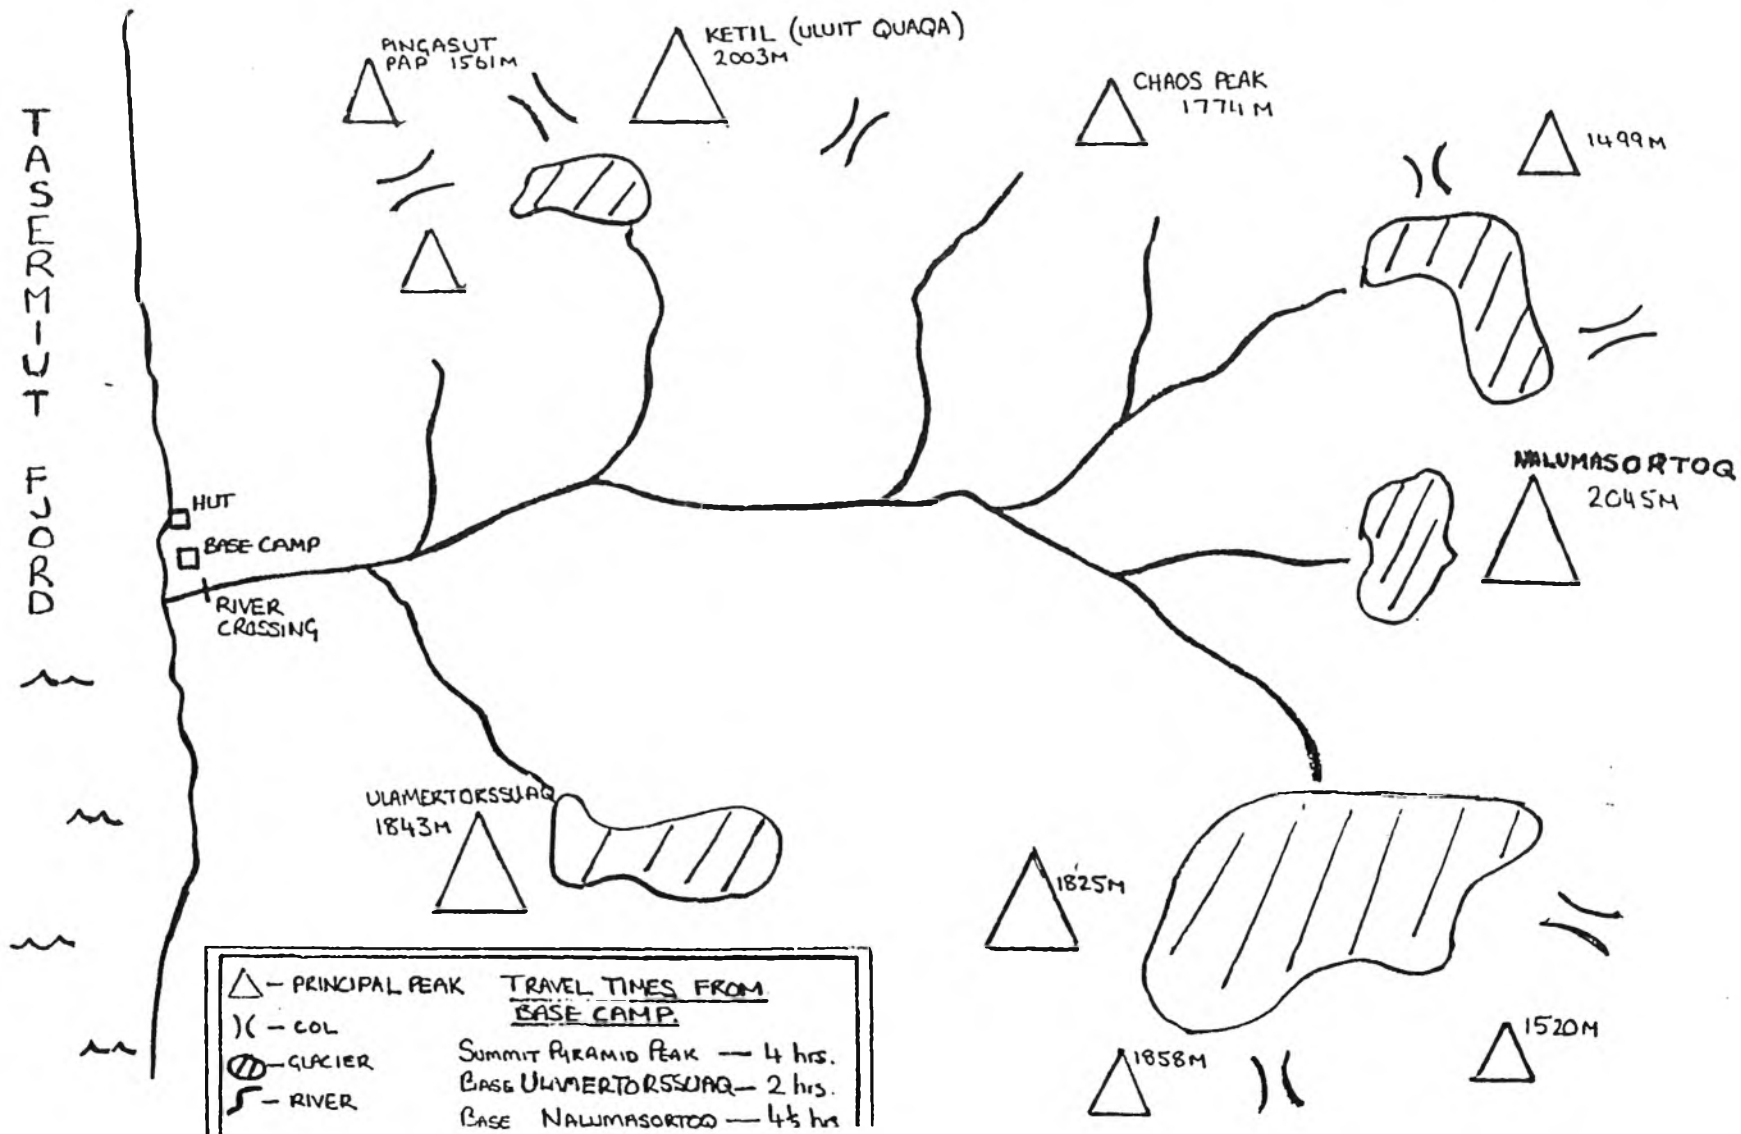 TASERMIUT FJORD
PINGASUT
PAP 1561M
KETIL (ULUIT QUAQA)
2003M
CHAOS PEAK
1774M
1499M
NALUMASORTOQ
2045M
HUT
BASE CAMP
RIVER
CROSSING
ULAMERTORSSUAQ
1843M
1825M
1858M
1520M
PRINCIPAL PEAK
COL
GLACIER
RIVER
TRAVEL TIMES FROM
BASE CAMP.
SUMMIT PYRAMID PEAK — 4 hrs.
BASE ULAMERTORSSUAQ — 2 hrs.
BASE NALUMASORTOQ — 4½ hrs